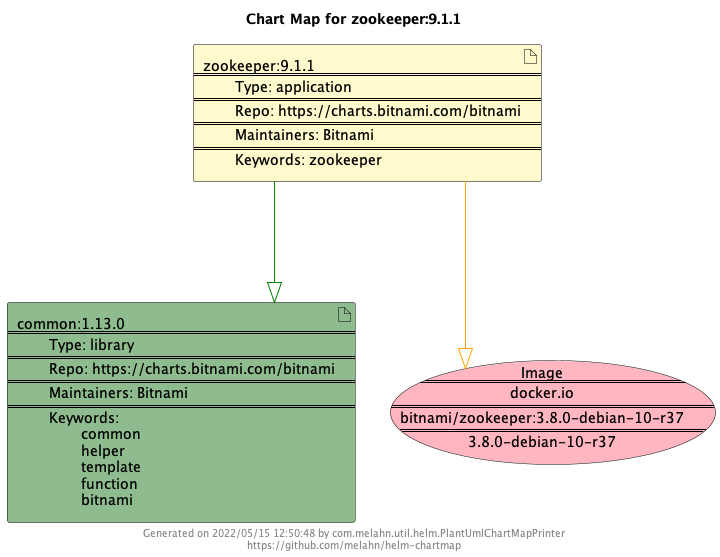 Chart Map for zookeeper:9.1.1
zookeeper:9.1.1
Type: application
Repo: https://charts.bitnami.com/bitnami
Maintainers: Bitnami
Keywords: zookeeper
common:1.13.0
Type: library
Repo: https://charts.bitnami.com/bitnami
Maintainers: Bitnami
Keywords:
common
helper
template
function
bitnami
Image
docker.io
bitnami/zookeeper:3.8.0-debian-10-r37
3.8.0-debian-10-r37
Generated on 2022/05/15 12:50:48 by com.melahn.util.helm.PlantUmlChartMapPrinter
https://github.com/melahn/helm-chartmap